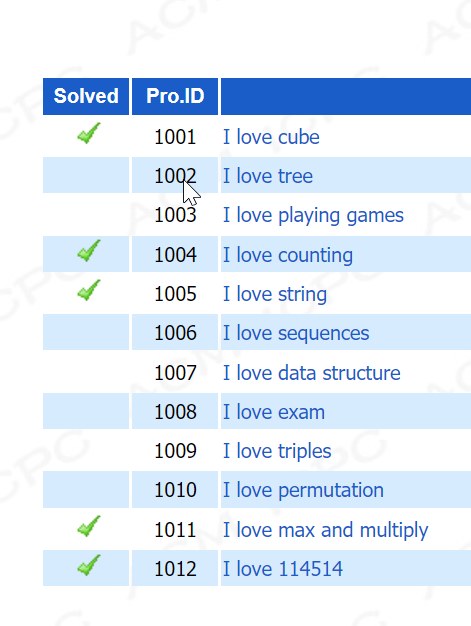 Solved Pro.ID
1001 I love cube
1002 I love tree
1003 I love playing games
1004 I love counting
1005 I love string
1006 I love sequences
1007 I love data structure
1008 I love exam
1009 I love triples
1010 I love permutation
1011 I love max and multiply
1012 I love 114514